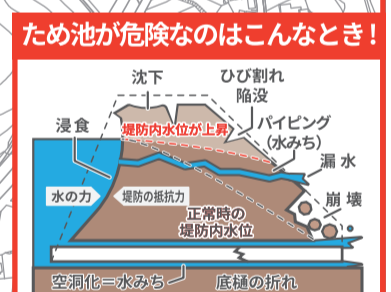 ため池が危険なのはこんなとき!
沈下
ひび割れ
陥没
浸食
堤防内水位が上昇
パイピング
(水みち)
漏水
水の力
堤防の抵抗力
崩壊
正常時の
堤防内水位
空洞化=水みち
底樋の折れ